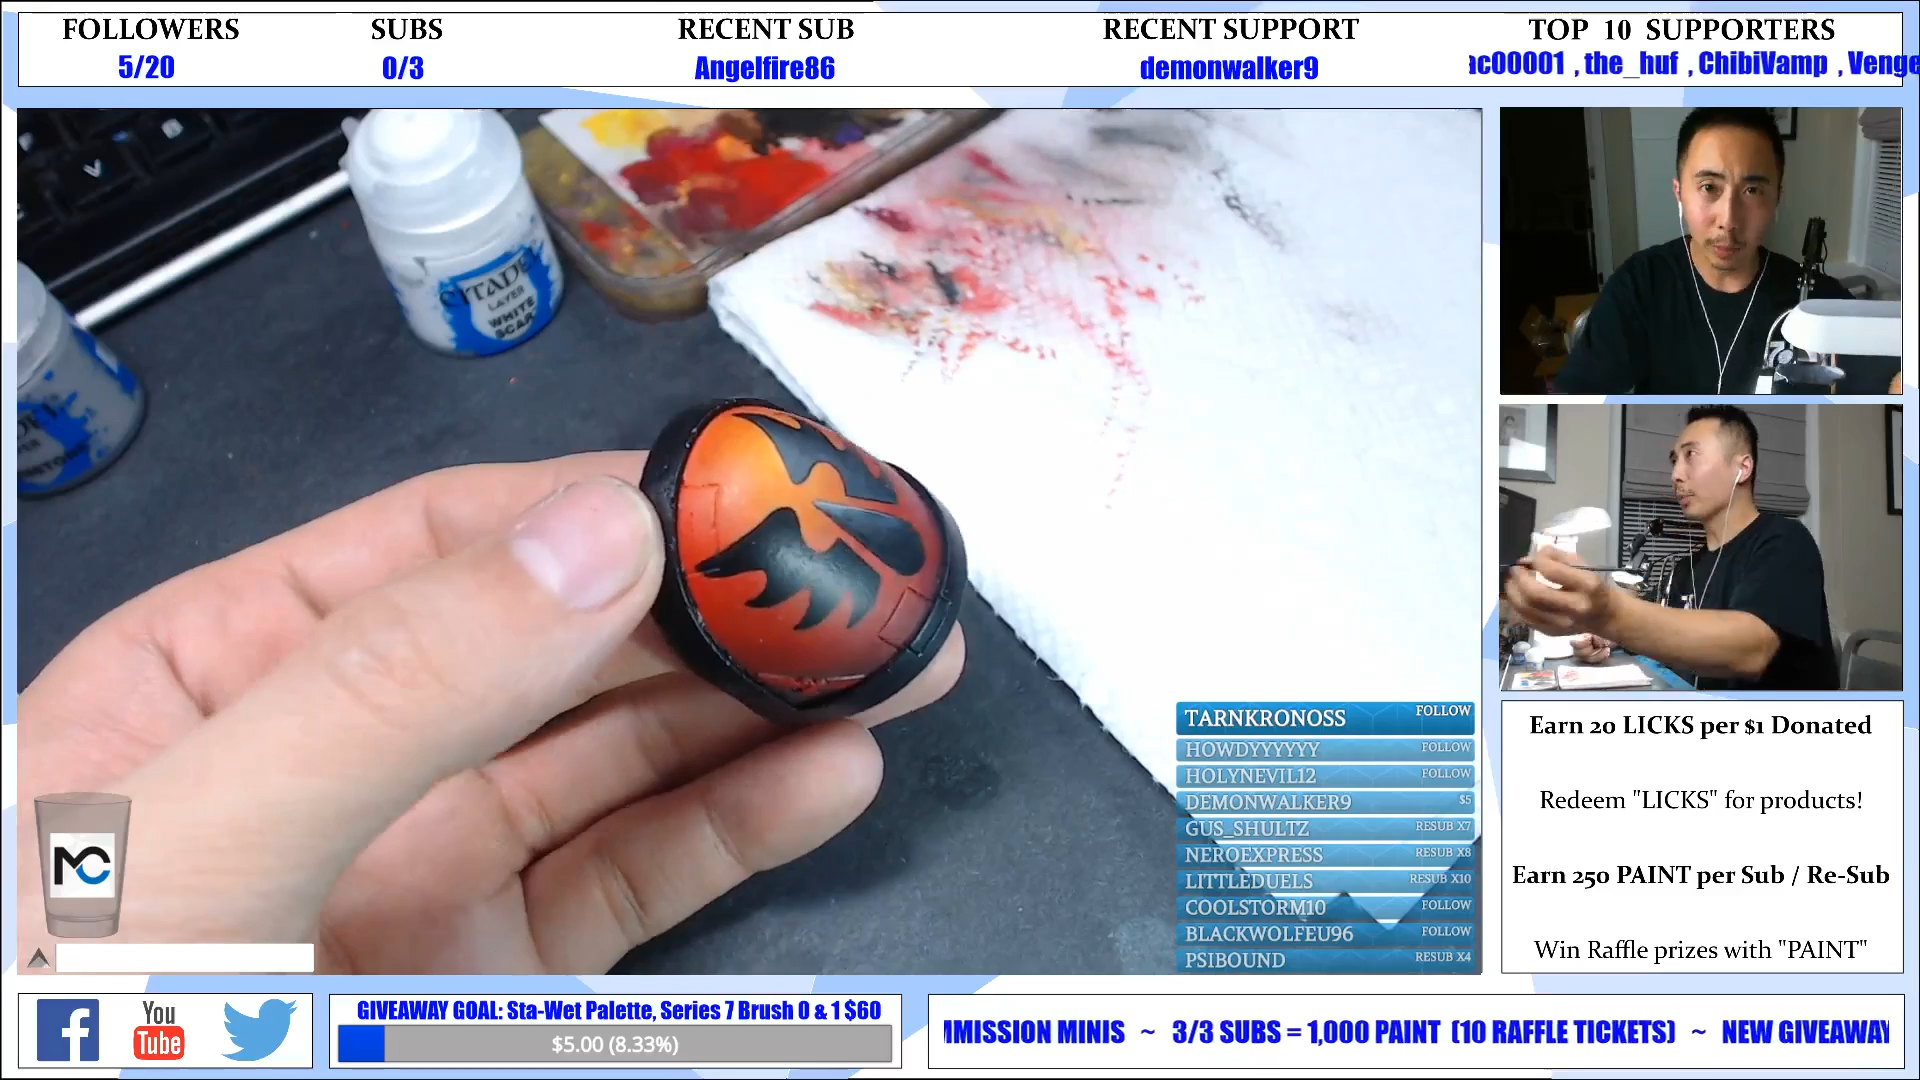 FOLLOWERS
5/20
SUBS
0/3
RECENT SUB
Angelfire86
RECENT SUPPORT
demonwalker9
TOP 10 SUPPORTERS
ac00001 , the_huf , ChibiVamp , Venge
V
CITADEL
LAYER
WHITE
SCAR
TARNKRONOSS FOLLOW
HOWDYYYYYY FOLLOW
HOLYNEVIL12 FOLLOW
DEMONWALKER9 $5
GUS_SHULTZ RESUB X7
NEROEXPRESS RESUB X8
LITTLEDUELS RESUB X10
COOLSTORM10 FOLLOW
BLACKWOLFEU96 FOLLOW
PSIBOUND RESUB X4
Earn 20 LICKS per $1 Donated
Redeem "LICKS" for products!
Earn 250 PAINT per Sub / Re-Sub
Win Raffle prizes with "PAINT"
MC
f
You
Tube
GIVEAWAY GOAL: Sta-Wet Palette, Series 7 Brush 0 & 1 $60
$5.00 (8.33%)
MMISSION MINIS ~ 3/3 SUBS = 1,000 PAINT (10 RAFFLE TICKETS) ~ NEW GIVEAWAY